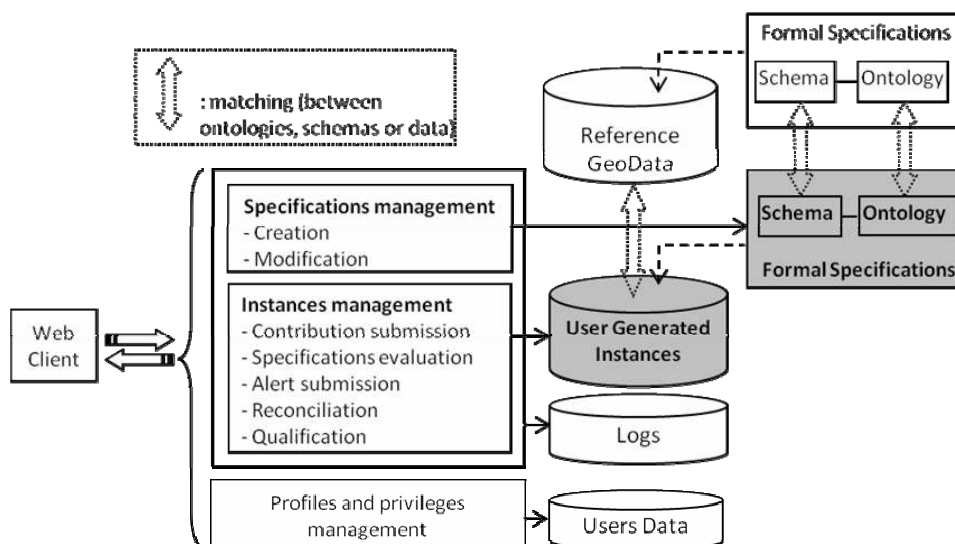 : matching (between
ontologies, schemas or data)
Formal Specifications
Schema
Ontology
Reference
GeoData
Specifications management
- Creation
- Modification
Schema
Ontology
Formal Specifications
Instances management
- Contribution submission
- Specifications evaluation
- Alert submission
- Reconciliation
- Qualification
User Generated
Instances
Web
Client
Logs
Profiles and privileges
management
Users Data